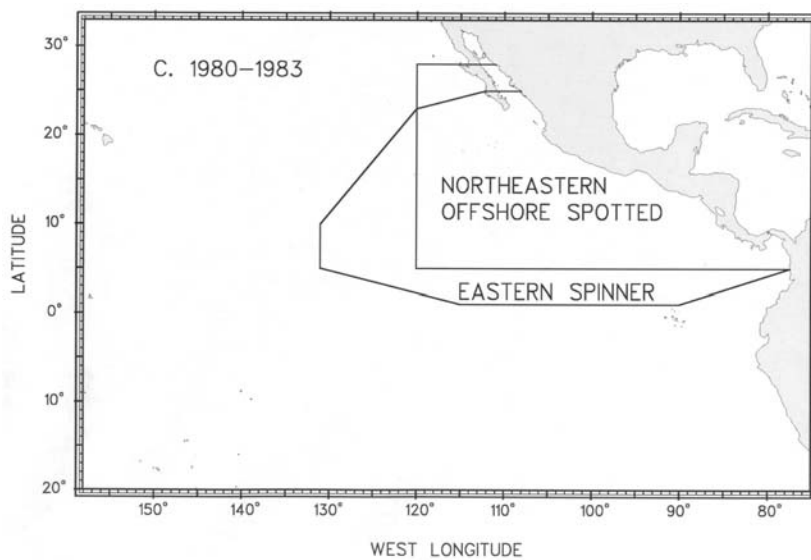 C. 1980–1983
30°
20°
10°
0°
10°
20°
LATITUDE
NORTHEASTERN
OFFSHORE SPOTTED
EASTERN SPINNER
150°
140°
130°
120°
110°
100°
90°
80°
WEST LONGITUDE